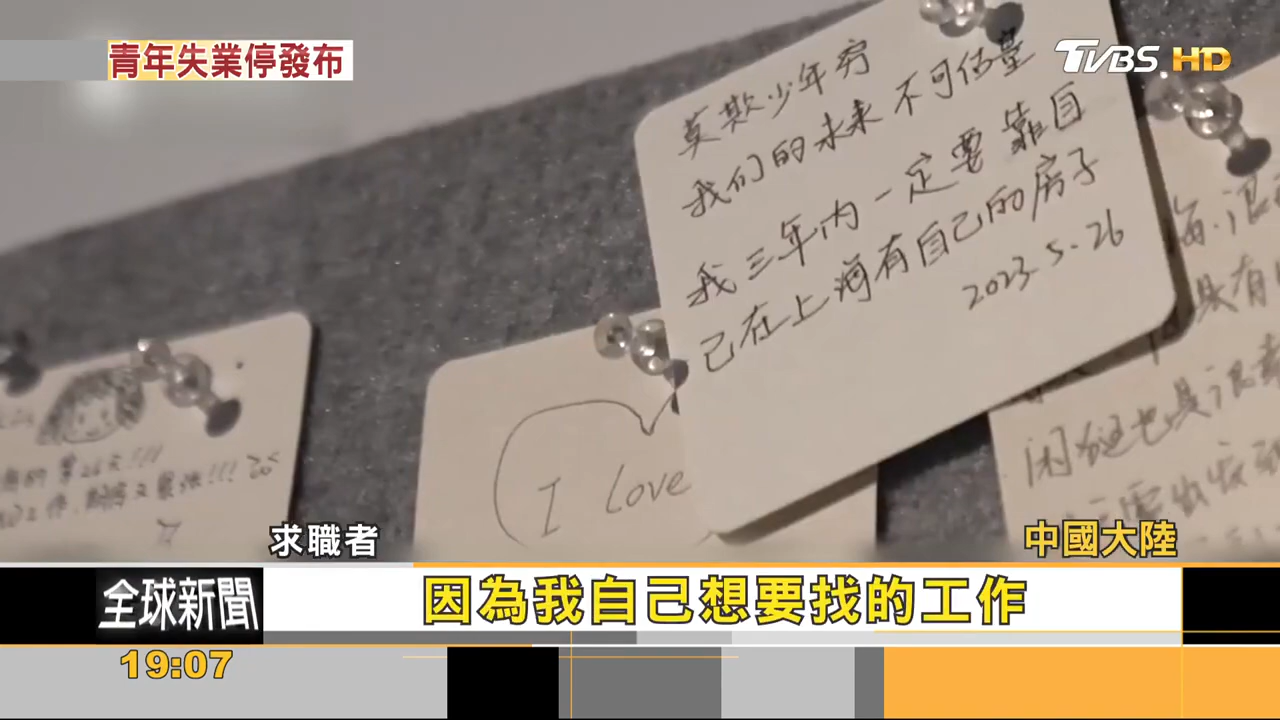 青年失業停發布
TVBS HD
莫欺少年穷
我们的未来 不可估量
我三年内一定要 靠自
己在上海有自己的房子
2023.5.26
I love
求職者
中國大陸
全球新聞
因為我自己想要找的工作
19:07